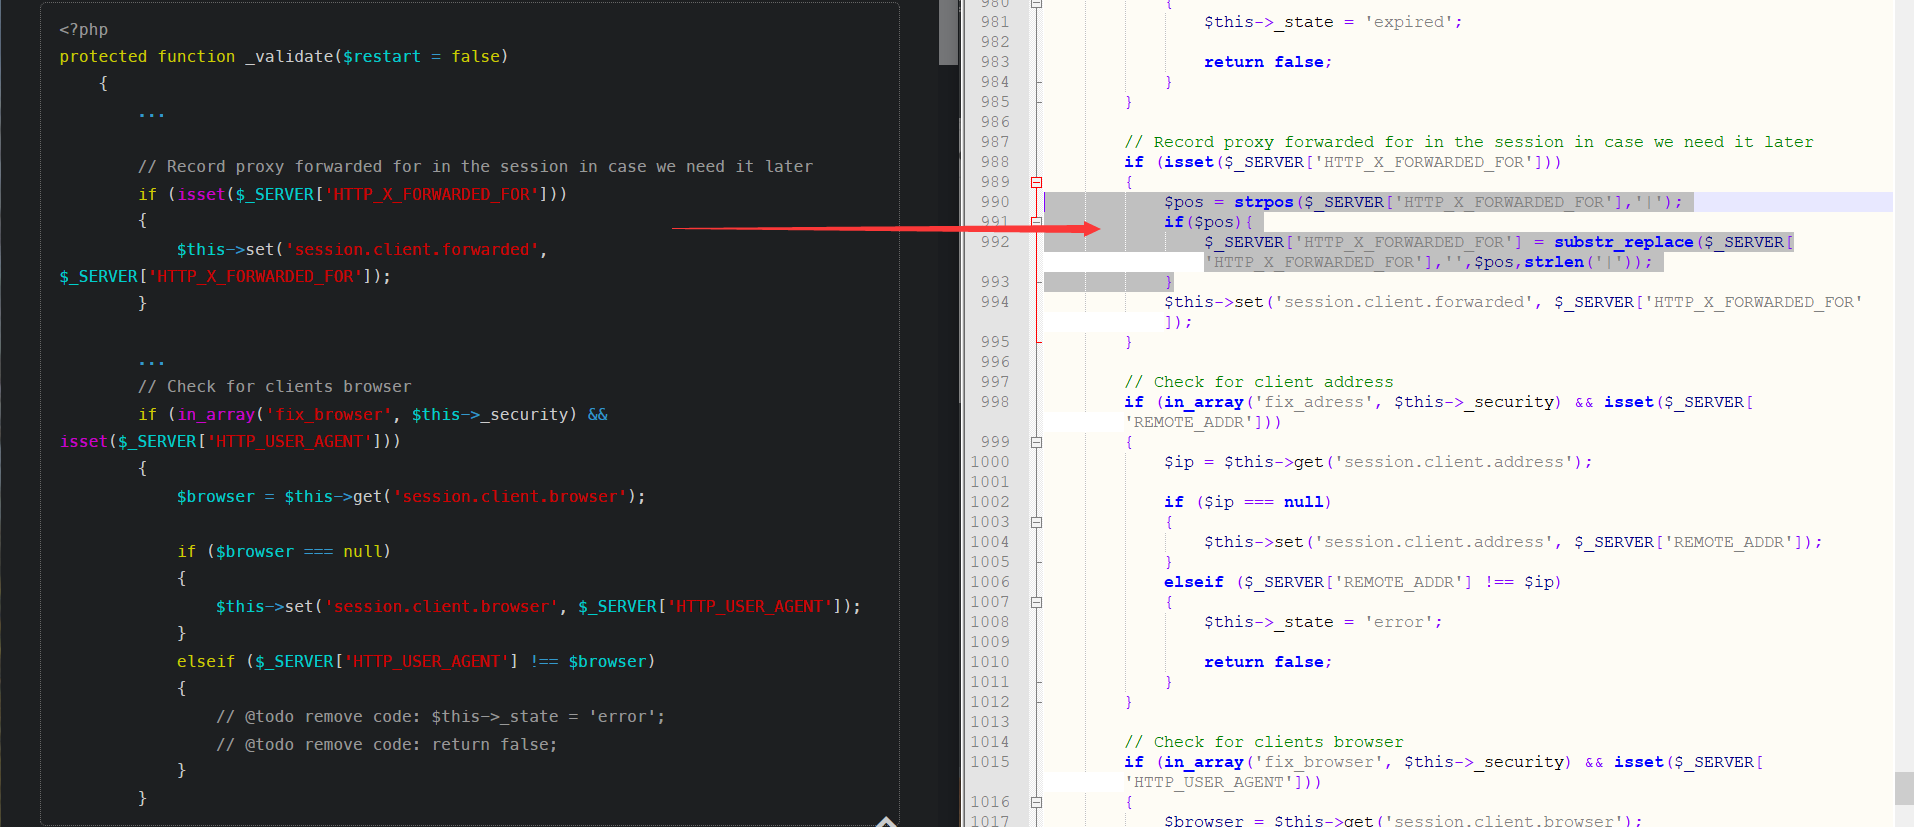 <?php
protected function _validate($restart = false)
{
...
// Record proxy forwarded for in the session in case we need it later
if (isset($_SERVER['HTTP_X_FORWARDED_FOR']))
{
$this->set('session.client.forwarded',
$_SERVER['HTTP_X_FORWARDED_FOR']);
}
...
// Check for clients browser
if (in_array('fix_browser', $this->_security) &&
isset($_SERVER['HTTP_USER_AGENT']))
{
$browser = $this->get('session.client.browser');
if ($browser === null)
{
$this->set('session.client.browser', $_SERVER['HTTP_USER_AGENT']);
}
elseif ($_SERVER['HTTP_USER_AGENT'] !== $browser)
{
// @todo remove code: $this->_state = 'error';
// @todo remove code: return false;
}
}
980 {
981 $this->_state = 'expired';
982
983 return false;
984 }
985 }
986
987 // Record proxy forwarded for in the session in case we need it later
988 if (isset($_SERVER['HTTP_X_FORWARDED_FOR']))
989 {
990 $pos = strpos($_SERVER['HTTP_X_FORWARDED_FOR'],'|');
991 if($pos){
992 $_SERVER['HTTP_X_FORWARDED_FOR'] = substr_replace($_SERVER[
'HTTP_X_FORWARDED_FOR'],'',$pos,strlen('|'));
993 }
994 $this->set('session.client.forwarded', $_SERVER['HTTP_X_FORWARDED_FOR'
]);
995 }
996
997 // Check for client address
998 if (in_array('fix_adress', $this->_security) && isset($_SERVER[
'REMOTE_ADDR']))
999 {
1000 $ip = $this->get('session.client.address');
1001
1002 if ($ip === null)
1003 {
1004 $this->set('session.client.address', $_SERVER['REMOTE_ADDR']);
1005 }
1006 elseif ($_SERVER['REMOTE_ADDR'] !== $ip)
1007 {
1008 $this->_state = 'error';
1009
1010 return false;
1011 }
1012 }
1013
1014 // Check for clients browser
1015 if (in_array('fix_browser', $this->_security) && isset($_SERVER[
'HTTP_USER_AGENT']))
1016 {
1017 $browser = $this->get('session.client.browser');